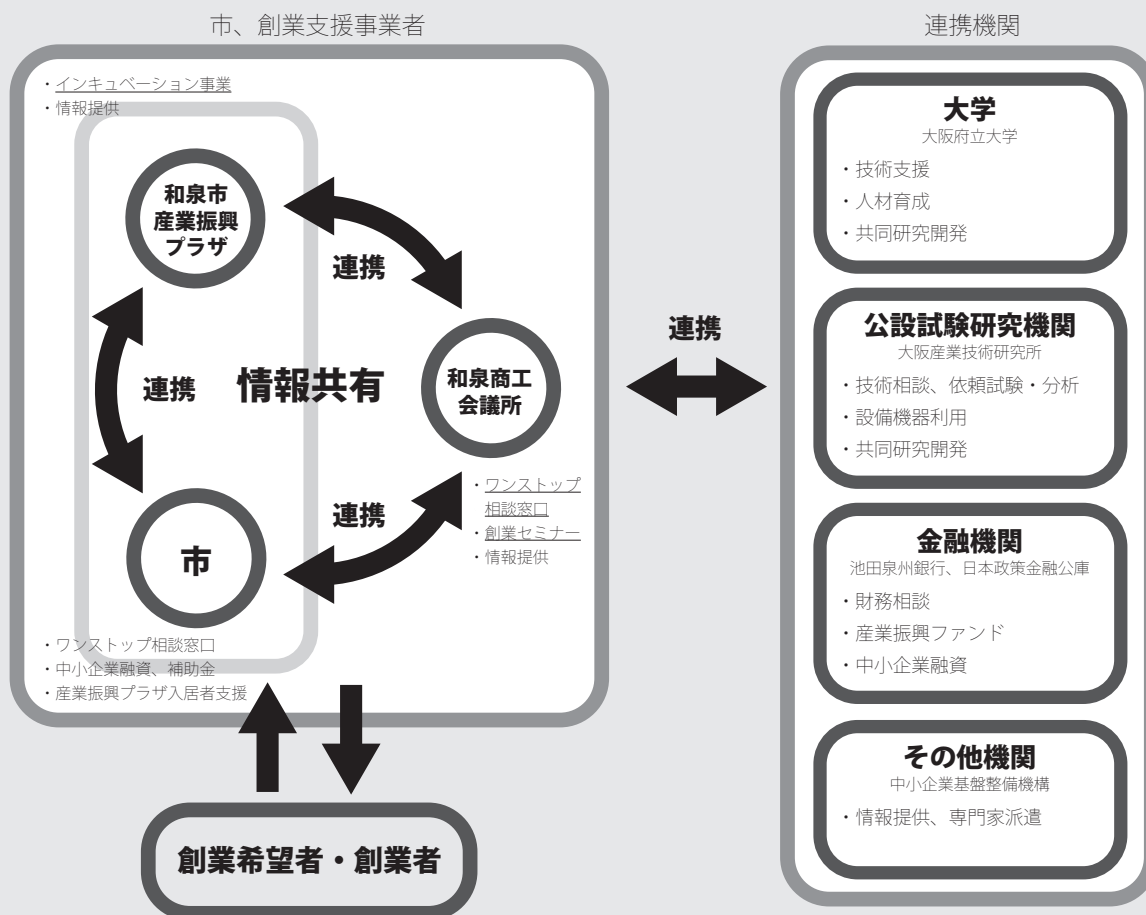 市、創業支援事業者
・インキュベーション事業
・情報提供
和泉市
産業振興
プラザ
連携
連携
情報共有
和泉商工
会議所
・ワンストップ
相談窓口
・創業セミナー
・情報提供
連携
市
・ワンストップ相談窓口
・中小企業融資、補助金
・産業振興プラザ入居者支援
創業希望者・創業者
連携
連携機関
大学
大阪府立大学
・技術支援
・人材育成
・共同研究開発
公設試験研究機関
大阪産業技術研究所
・技術相談、依頼試験・分析
・設備機器利用
・共同研究開発
金融機関
池田泉州銀行、日本政策金融公庫
・財務相談
・産業振興ファンド
・中小企業融資
その他機関
中小企業基盤整備機構
・情報提供、専門家派遣